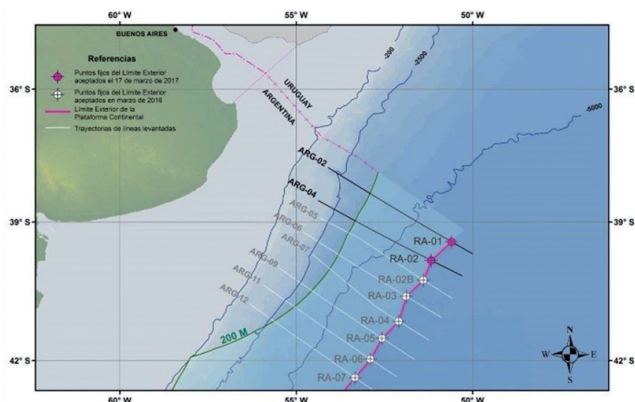 60°W
55°W
50°W
BUENOS AIRES
Referencias
Puntos fijos del Límite Exterior
aceptados el 17 de marzo de 2017
Puntos fijos del Límite Exterior
aceptados en marzo de 2016
Límite Exterior de la
Plataforma Continental
Trayectorias de líneas levantadas
-200
-2500
-5000
36°S
36°S
URUGUAY
ARGENTINA
ARG-02
ARG-04
ARG-05
ARG-06
ARG-07
ARG-09
ARG-11
ARG-12
39°S
39°S
RA-01
RA-02
RA-02B
RA-03
RA-04
RA-05
RA-06
RA-07
200 M
42°S
42°S
N
W
E
S
60°W
55°W
50°W